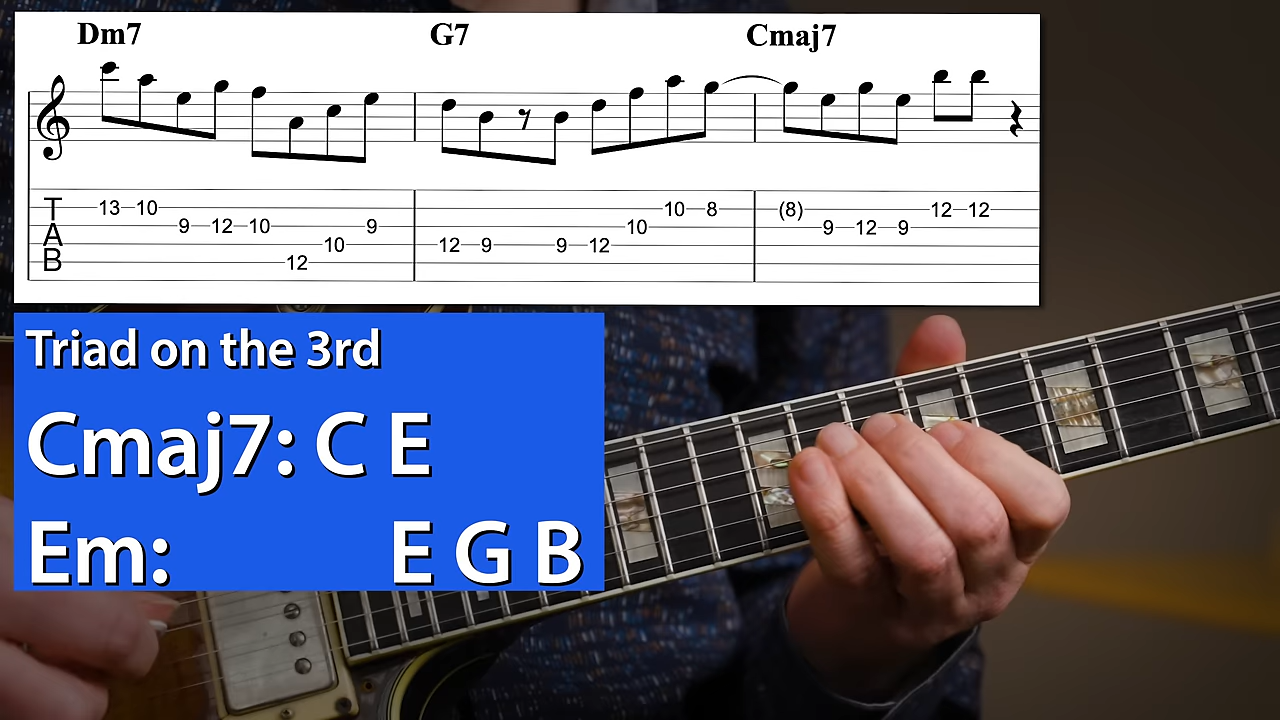 Dm7 G7 Cmaj7
13 10 9 12 10 12 10 9 12 9 9 12 10 10 8 (8) 9 12 9 12 12
T
A
B
Triad on the 3rd
Cmaj7: C E
Em: E G B